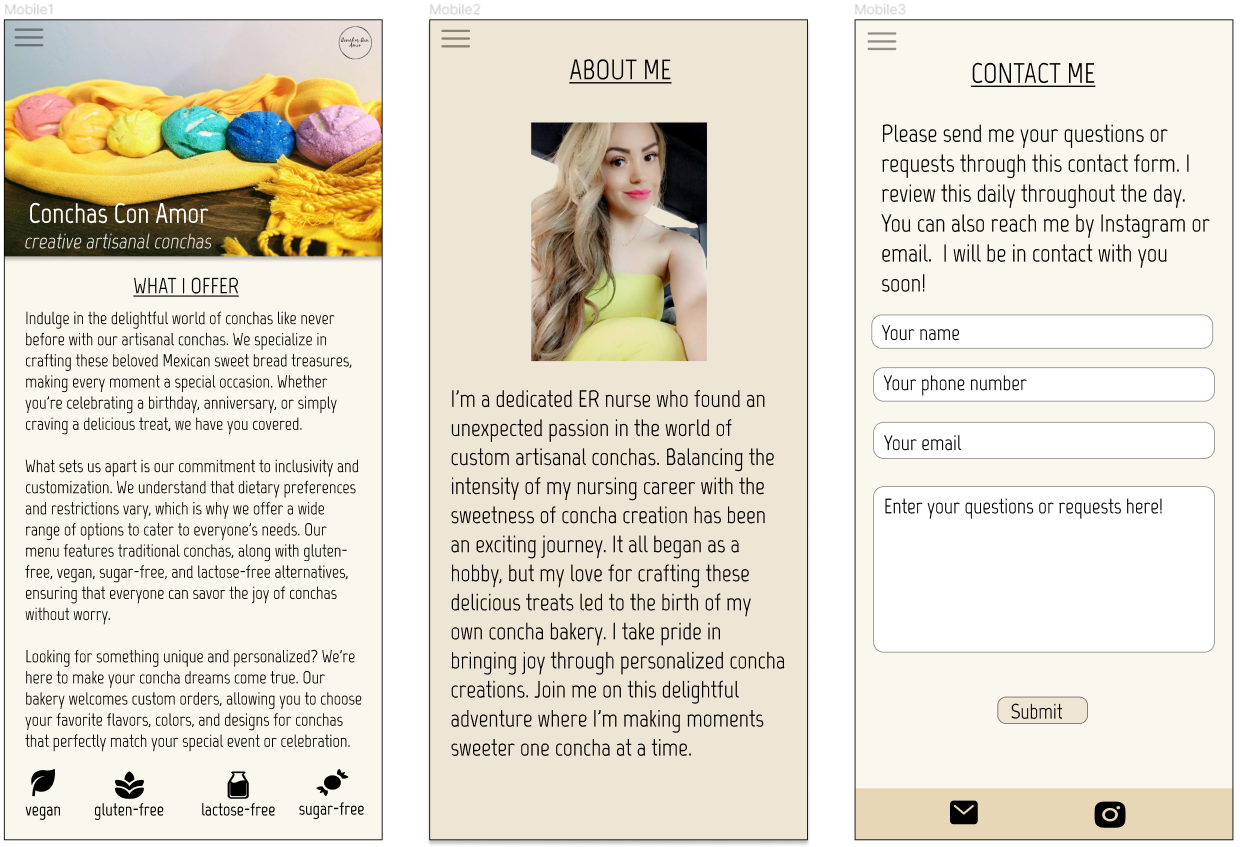 Mobile1
Conchas Con Amor
Conchas Con Amor
creative artisanal conchas
WHAT I OFFER
Indulge in the delightful world of conchas like never
before with our artisanal conchas. We specialize in
crafting these beloved Mexican sweet bread treasures,
making every moment a special occasion. Whether
you're celebrating a birthday, anniversary, or simply
craving a delicious treat, we have you covered.
What sets us apart is our commitment to inclusivity and
customization. We understand that dietary preferences
and restrictions vary, which is why we offer a wide
range of options to cater to everyone's needs. Our
menu features traditional conchas, along with gluten-
free, vegan, sugar-free, and lactose-free alternatives,
ensuring that everyone can savor the joy of conchas
without worry.
Looking for something unique and personalized? We're
here to make your concha dreams come true. Our
bakery welcomes custom orders, allowing you to choose
your favorite flavors, colors, and designs for conchas
that perfectly match your special event or celebration.
vegan
gluten-free
lactose-free
sugar-free
Mobile2
ABOUT ME
I'm a dedicated ER nurse who found an
unexpected passion in the world of
custom artisanal conchas. Balancing the
intensity of my nursing career with the
sweetness of concha creation has been
an exciting journey. It all began as a
hobby, but my love for crafting these
delicious treats led to the birth of my
own concha bakery. I take pride in
bringing joy through personalized concha
creations. Join me on this delightful
adventure where I'm making moments
sweeter one concha at a time.
Mobile3
CONTACT ME
Please send me your questions or
requests through this contact form. I
review this daily throughout the day.
You can also reach me by Instagram or
email.  I will be in contact with you
soon!
Your name
Your phone number
Your email
Enter your questions or requests here!
Submit